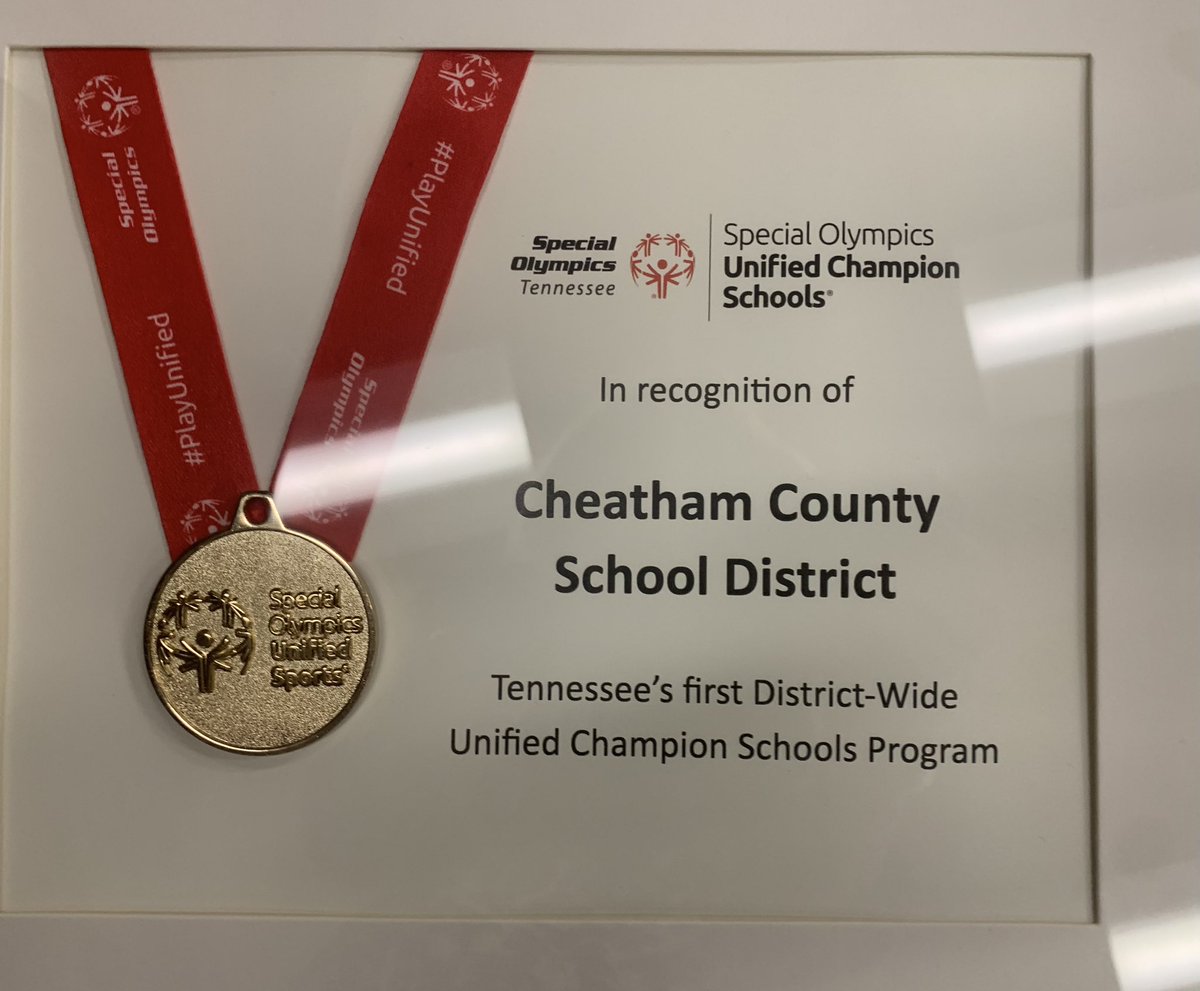 Special
Olympics
#PlayUnified
#PlayUnified
Special
Olympics
Special
Olympics
Unified
Sports®
Special
Olympics
Tennessee
Special Olympics
Unified Champion
Schools®
In recognition of
Cheatham County
School District
Tennessee's first District-Wide
Unified Champion Schools Program